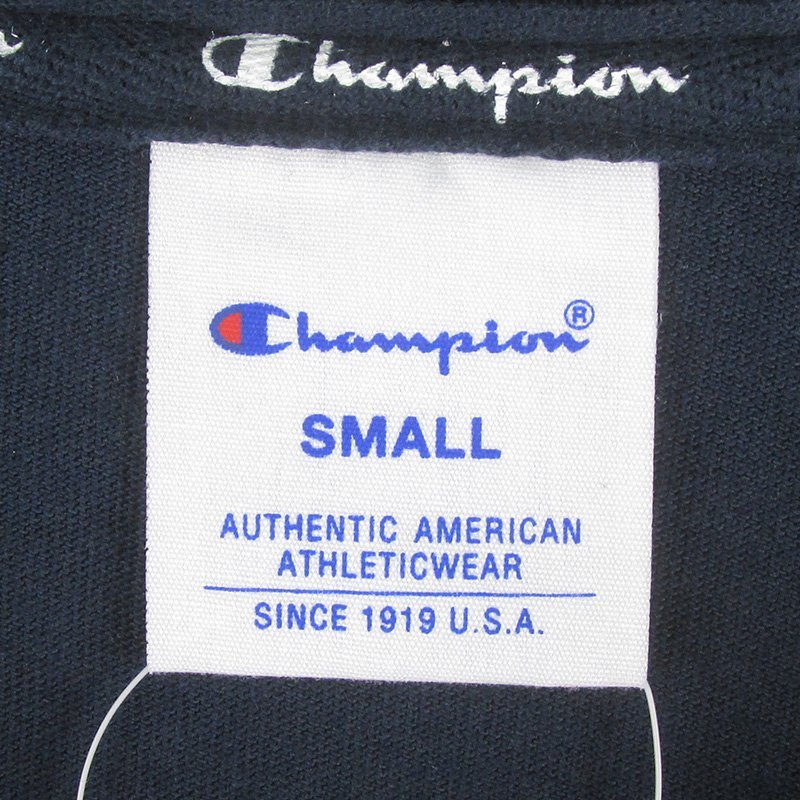 Champion
Champion®
SMALL
AUTHENTIC AMERICAN
ATHLETICWEAR
SINCE 1919 U.S.A.